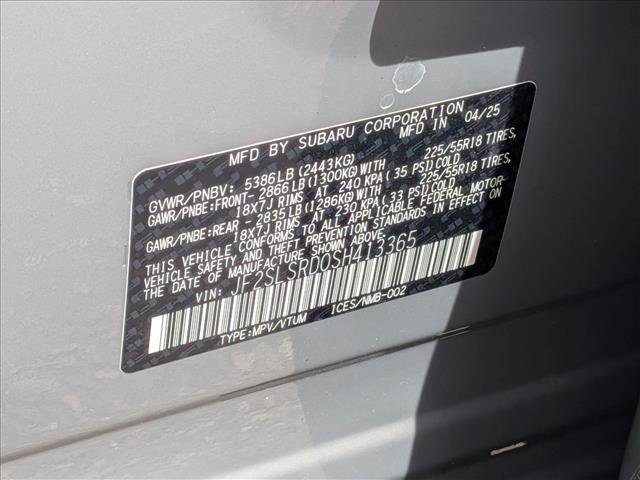 MFD BY SUBARU CORPORATION
MFD IN 04/25
GVWR/PNBV: 5386LB(2443KG)
GAWR/PNBE:FRONT- 2866LB(1300KG)WITH 225/55R18 TIRES,
18X7J RIMS AT 240 KPA( 35 PSI)COLD
GAWR/PNBE:REAR - 2835LB(1286KG)WITH 225/55R18 TIRES,
18X7J RIMS AT 230 KPA( 33 PSI)COLD
THIS VEHICLE CONFORMS TO ALL APPLICABLE FEDERAL MOTOR-
VEHICLE SAFETY AND THEFT PREVENTION STANDARDS IN EFFECT ON
THE DATE OF MANUFACTURE SHOWN ABOVE.
VIN: JF2SLSRD0SH413365
TYPE:MPV/VTUM ICES/NMB-002